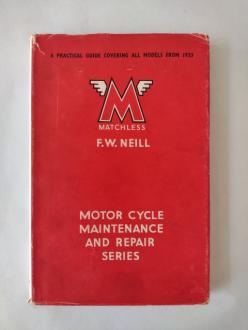 A PRACTICAL GUIDE COVERING ALL MODELS FROM 1935
M
MATCHLESS
F.W. NEILL
MOTOR CYCLE
MAINTENANCE
AND REPAIR
SERIES